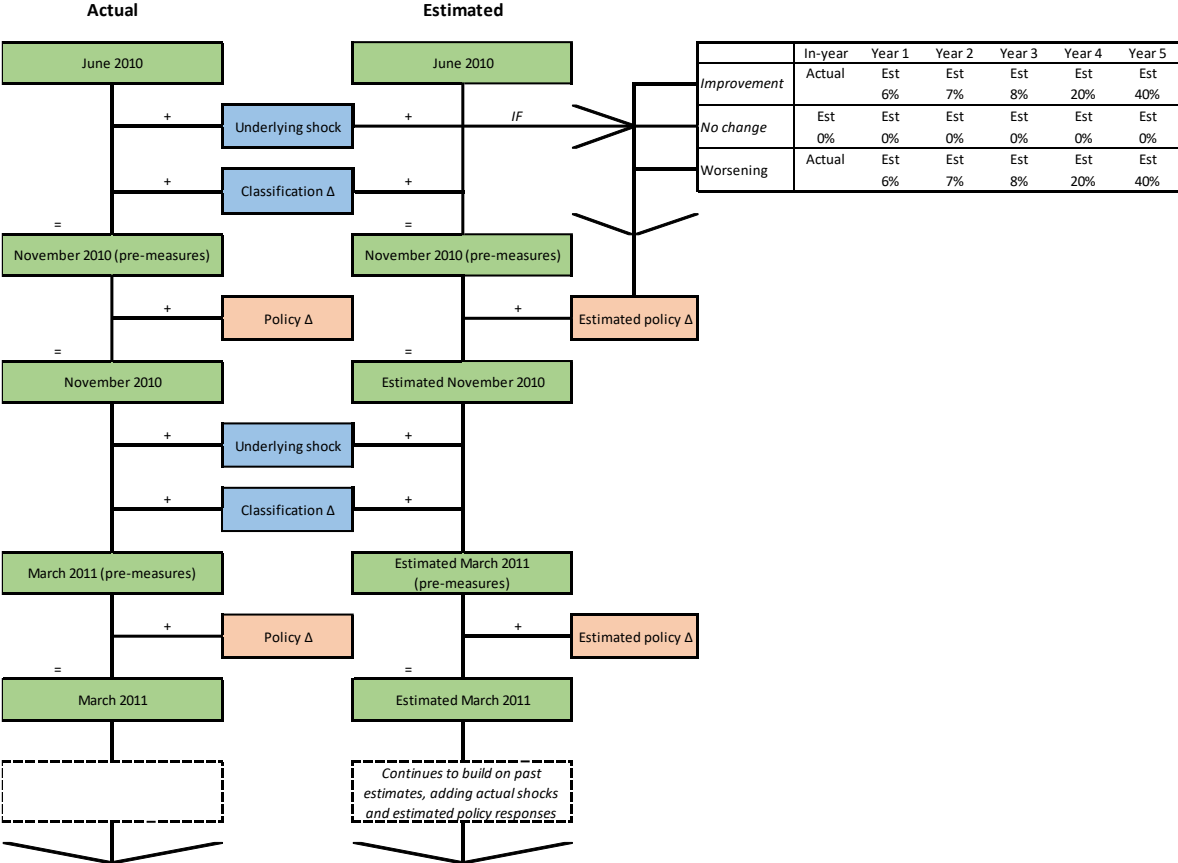 Actual Estimated
June 2010 June 2010
In-year Year 1 Year 2 Year 3 Year 4 Year 5
Improvement Actual Est Est Est Est Est
6% 7% 8% 20% 40%
+ Underlying shock + IF
No change Est Est Est Est Est Est
0% 0% 0% 0% 0% 0%
Worsening Actual Est Est Est Est Est
6% 7% 8% 20% 40%
+ Classification Δ +
= =
November 2010 (pre-measures) November 2010 (pre-measures)
+ Policy Δ + Estimated policy Δ
= =
November 2010 Estimated November 2010
+ Underlying shock +
+ Classification Δ +
March 2011 (pre-measures) Estimated March 2011
(pre-measures)
+ Policy Δ + Estimated policy Δ
= =
March 2011 Estimated March 2011
Continues to build on past
estimates, adding actual shocks
and estimated policy responses